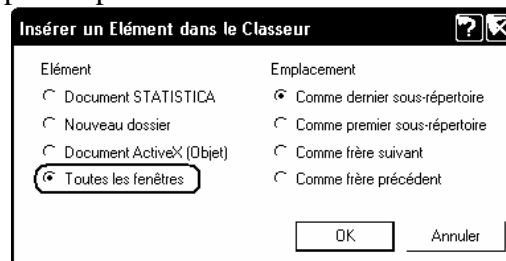 Insérer un Elément dans le Classeur
Elément
Emplacement
Document STATISTICA
Comme dernier sous-répertoire
Nouveau dossier
Comme premier sous-répertoire
Document ActiveX (Objet)
Comme frère suivant
Toutes les fenêtres
Comme frère précédent
OK
Annuler